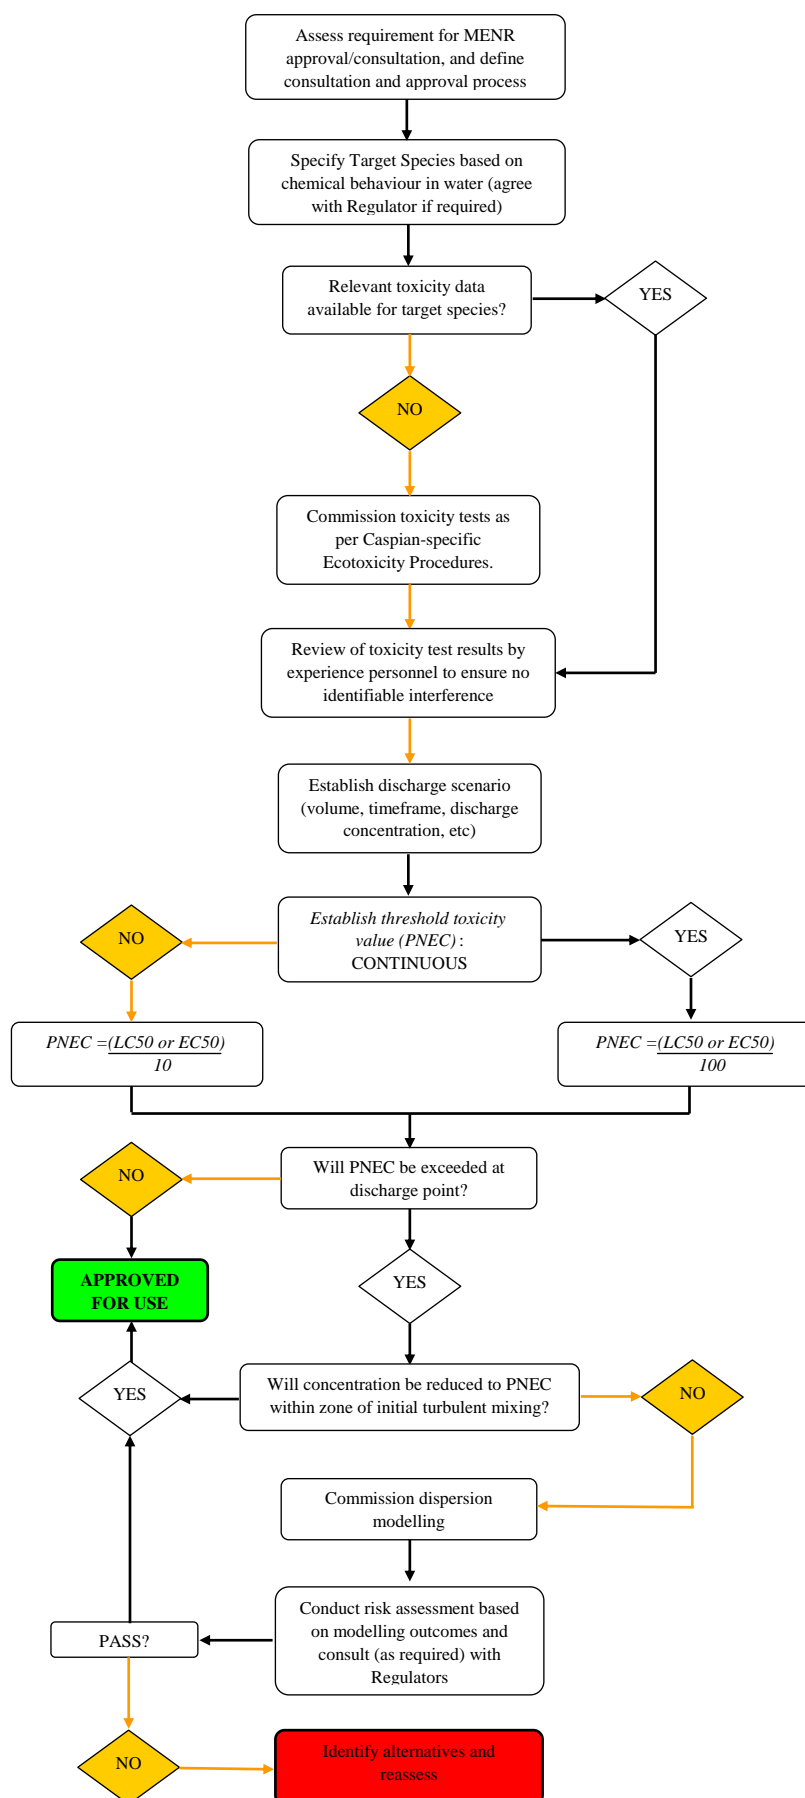 Assess requirement for MENR
approval/consultation, and define
consultation and approval process
Specify Target Species based on
chemical behaviour in water (agree
with Regulator if required)
Relevant toxicity data
available for target species?
YES
NO
Commission toxicity tests as
per Caspian-specific
Ecotoxicity Procedures.
Review of toxicity test results by
experience personnel to ensure no
identifiable interference
Establish discharge scenario
(volume, timeframe, discharge
concentration, etc)
Establish threshold toxicity
value (PNEC) :
CONTINUOUS
NO
YES
PNEC =(LC50 or EC50)
10
PNEC =(LC50 or EC50)
100
Will PNEC be exceeded at
discharge point?
NO
APPROVED
FOR USE
YES
Will concentration be reduced to PNEC
within zone of initial turbulent mixing?
YES
NO
Commission dispersion
modelling
Conduct risk assessment based
on modelling outcomes and
consult (as required) with
Regulators
PASS?
NO
Identify alternatives and
reassess